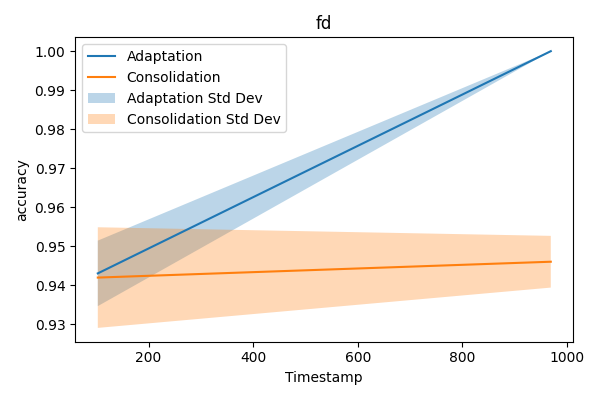 fd
Adaptation
Consolidation
Adaptation Std Dev
Consolidation Std Dev
accuracy
1.00
0.99
0.98
0.97
0.96
0.95
0.94
0.93
200 400 600 800 1000
Timestamp